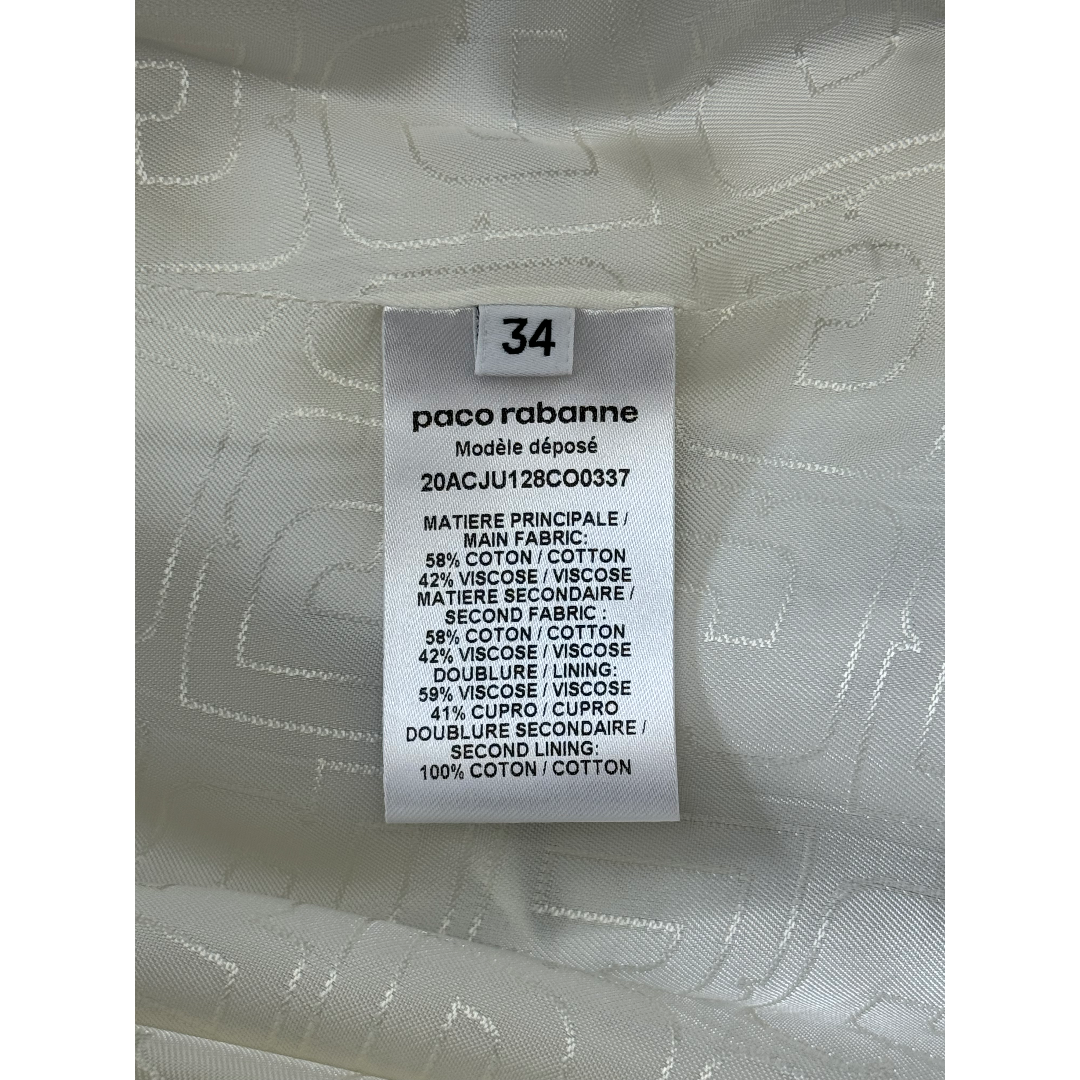 34
paco rabanne
Modèle déposé
20ACJU128CO0337
MATIERE PRINCIPALE /
MAIN FABRIC:
58% COTON / COTTON
42% VISCOSE / VISCOSE
MATIERE SECONDAIRE /
SECOND FABRIC :
58% COTON / COTTON
42% VISCOSE / VISCOSE
DOUBLURE / LINING:
59% VISCOSE / VISCOSE
41% CUPRO / CUPRO
DOUBLURE SECONDAIRE /
SECOND LINING:
100% COTON / COTTON